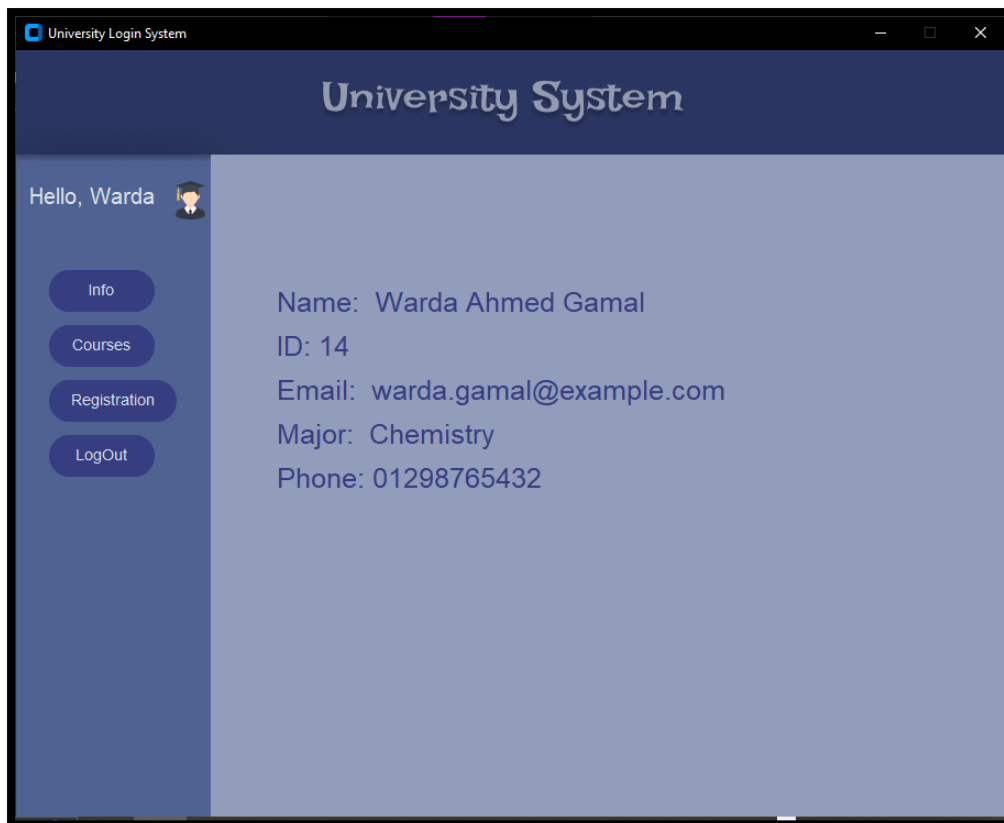 University Login System
University System
Hello, Warda
Info
Courses
Registration
LogOut
Name: Warda Ahmed Gamal
ID: 14
Email: warda.gamal@example.com
Major: Chemistry
Phone: 01298765432